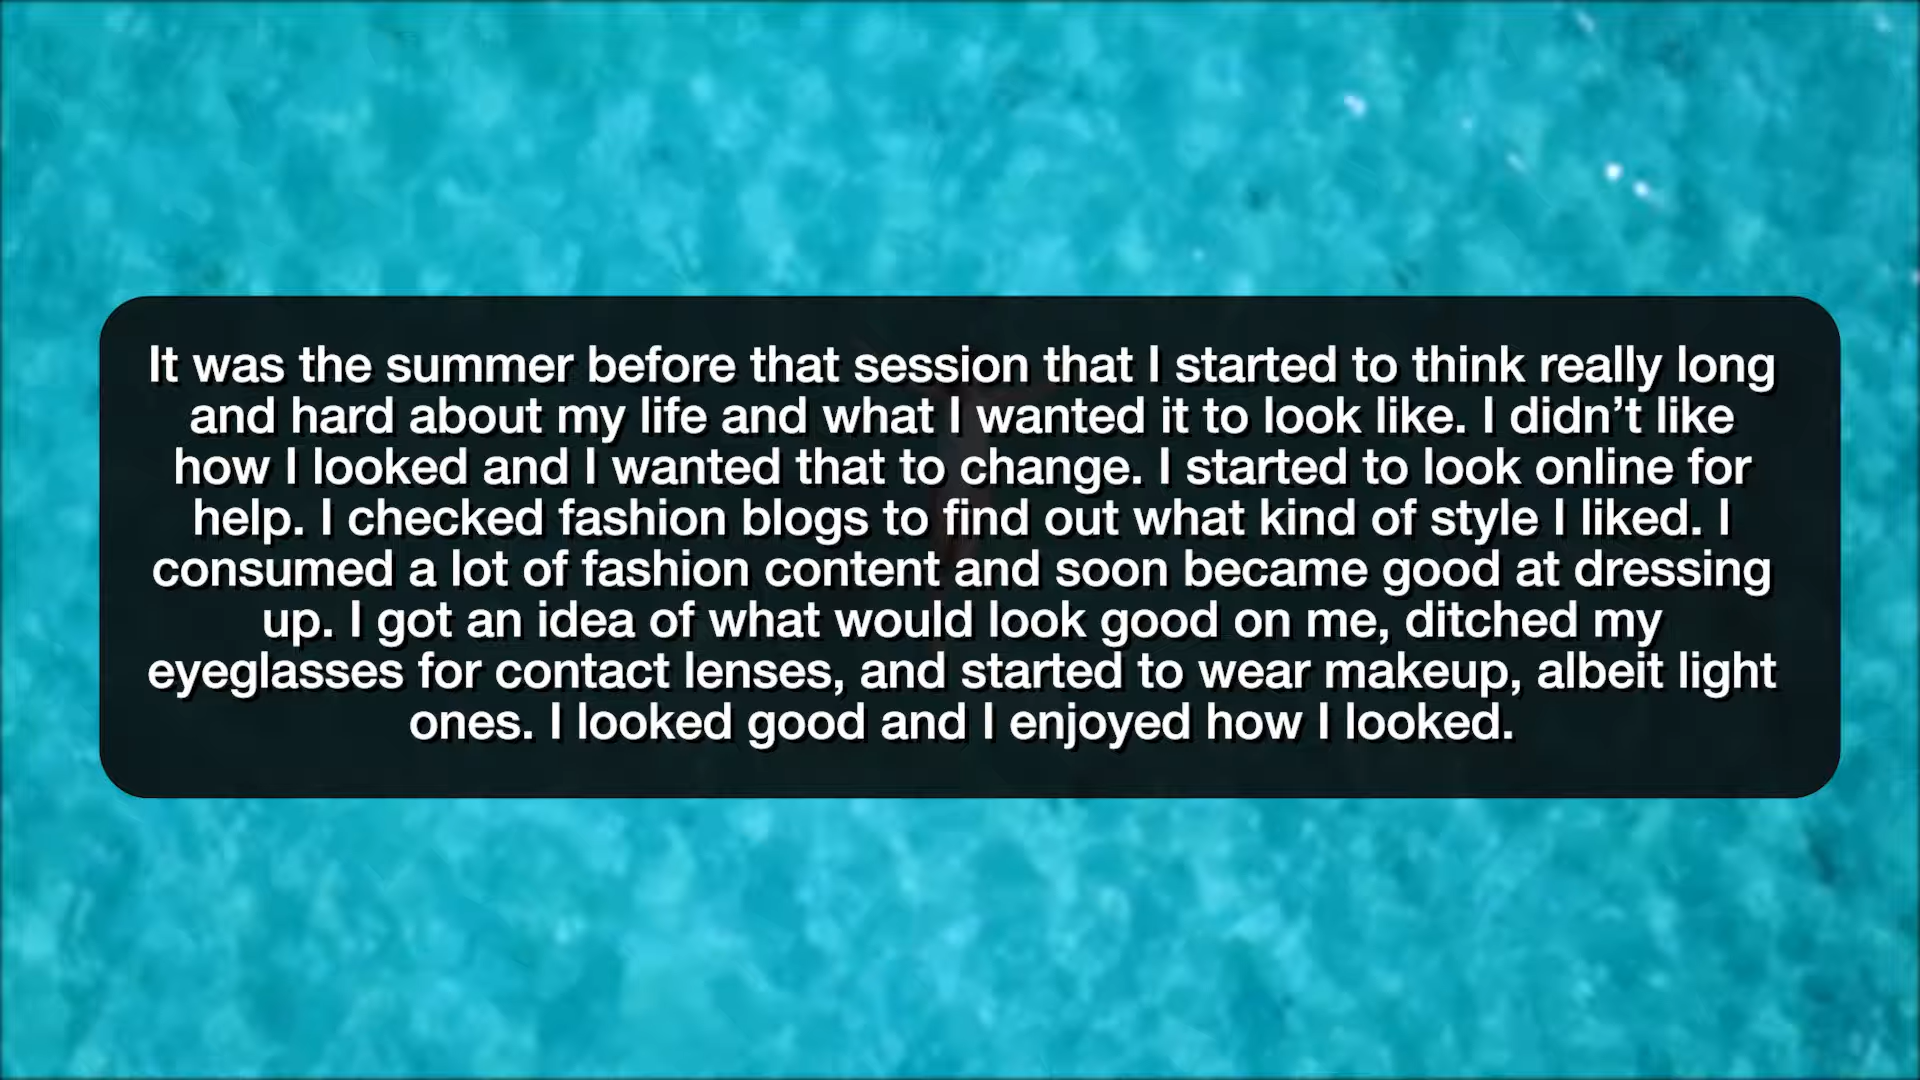 It was the summer before that session that I started to think really long
and hard about my life and what I wanted it to look like. I didn’t like
how I looked and I wanted that to change. I started to look online for
help. I checked fashion blogs to find out what kind of style I liked. I
consumed a lot of fashion content and soon became good at dressing
up. I got an idea of what would look good on me, ditched my
eyeglasses for contact lenses, and started to wear makeup, albeit light
ones. I looked good and I enjoyed how I looked.